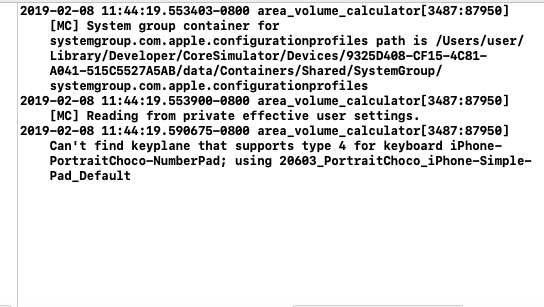 2019-02-08 11:44:19.553403-0800 area_volume_calculator[3487:87950]
[MC] System group container for
systemgroup.com.apple.configurationprofiles path is /Users/user/
Library/Developer/CoreSimulator/Devices/9325D408-CF15-4C81-
A041-515C5527A5AB/data/Containers/Shared/SystemGroup/
systemgroup.com.apple.configurationprofiles
2019-02-08 11:44:19.553900-0800 area_volume_calculator[3487:87950]
[MC] Reading from private effective user settings.
2019-02-08 11:44:19.590675-0800 area_volume_calculator[3487:87950]
Can't find keyplane that supports type 4 for keyboard iPhone-
PortraitChoco-NumberPad; using 20603_PortraitChoco_iPhone-Simple-
Pad_Default